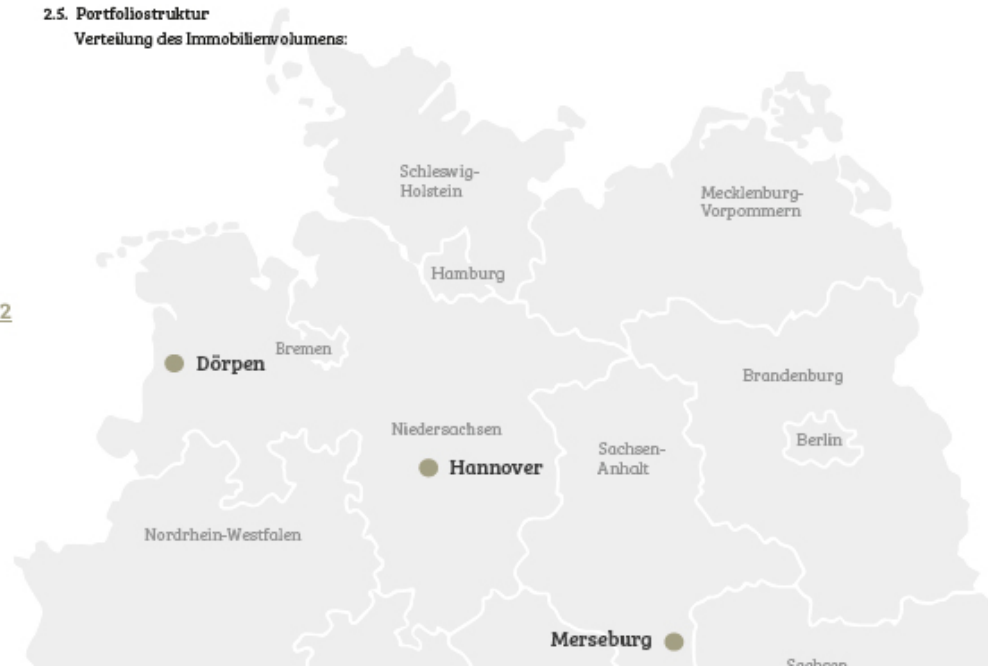 2.5. Portfoliostruktur
Verteilung des Immobilienvolumens:
Schleswig-
Holstein
Mecklenburg-
Vorpommern
Hamburg
2
Bremen
Dörpen
Brandenburg
Niedersachsen
Berlin
Sachsen-
Anhalt
Hannover
Nordrhein-Westfalen
Merseburg
Sachsen